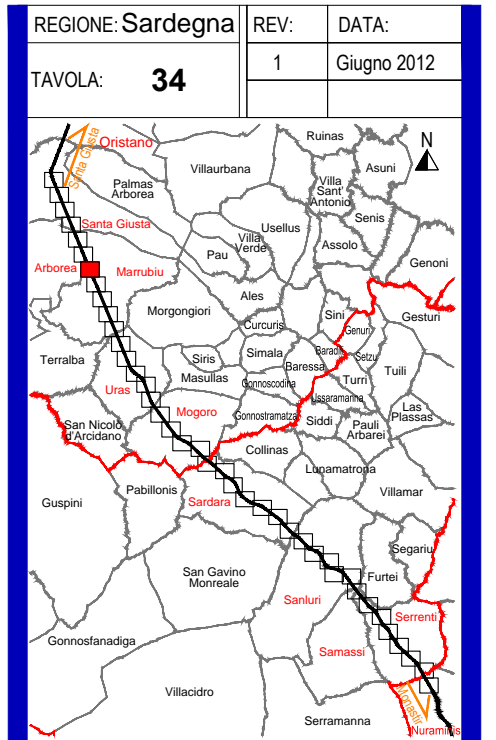 REGIONE: Sardegna
REV:
DATA:
TAVOLA: 34
1
Giugno 2012
N
Santa Giusta
Oristano
Ruinas
Villaurbana
Asuni
Palmas
Arborea
Villa
Sant'
Antonio
Senis
Santa Giusta
Usellus
Villa
Verde
Assolo
Pau
Genoni
Arborea
Marrubiu
Ales
Morgongiori
Sini
Gesturi
Curcuris
Genuri
Terralba
Siris
Simala
Baradili
Setzu
Masullas
Baressa
Tuili
Uras
Gonnoscodina
Turri
Ussaramanna
Mogoro
Gonnostramatza
Siddi
Las
Plassas
San Nicolò
d'Arcidano
Pauli
Arbarei
Collinas
Lunamatrona
Guspini
Pabillonis
Sardara
Villamar
Segariu
San Gavino
Monreale
Furtei
Sanluri
Serrenti
Gonnosfanadiga
Samassi
Villacidro
Monastir
Serramanna
Nuraminis